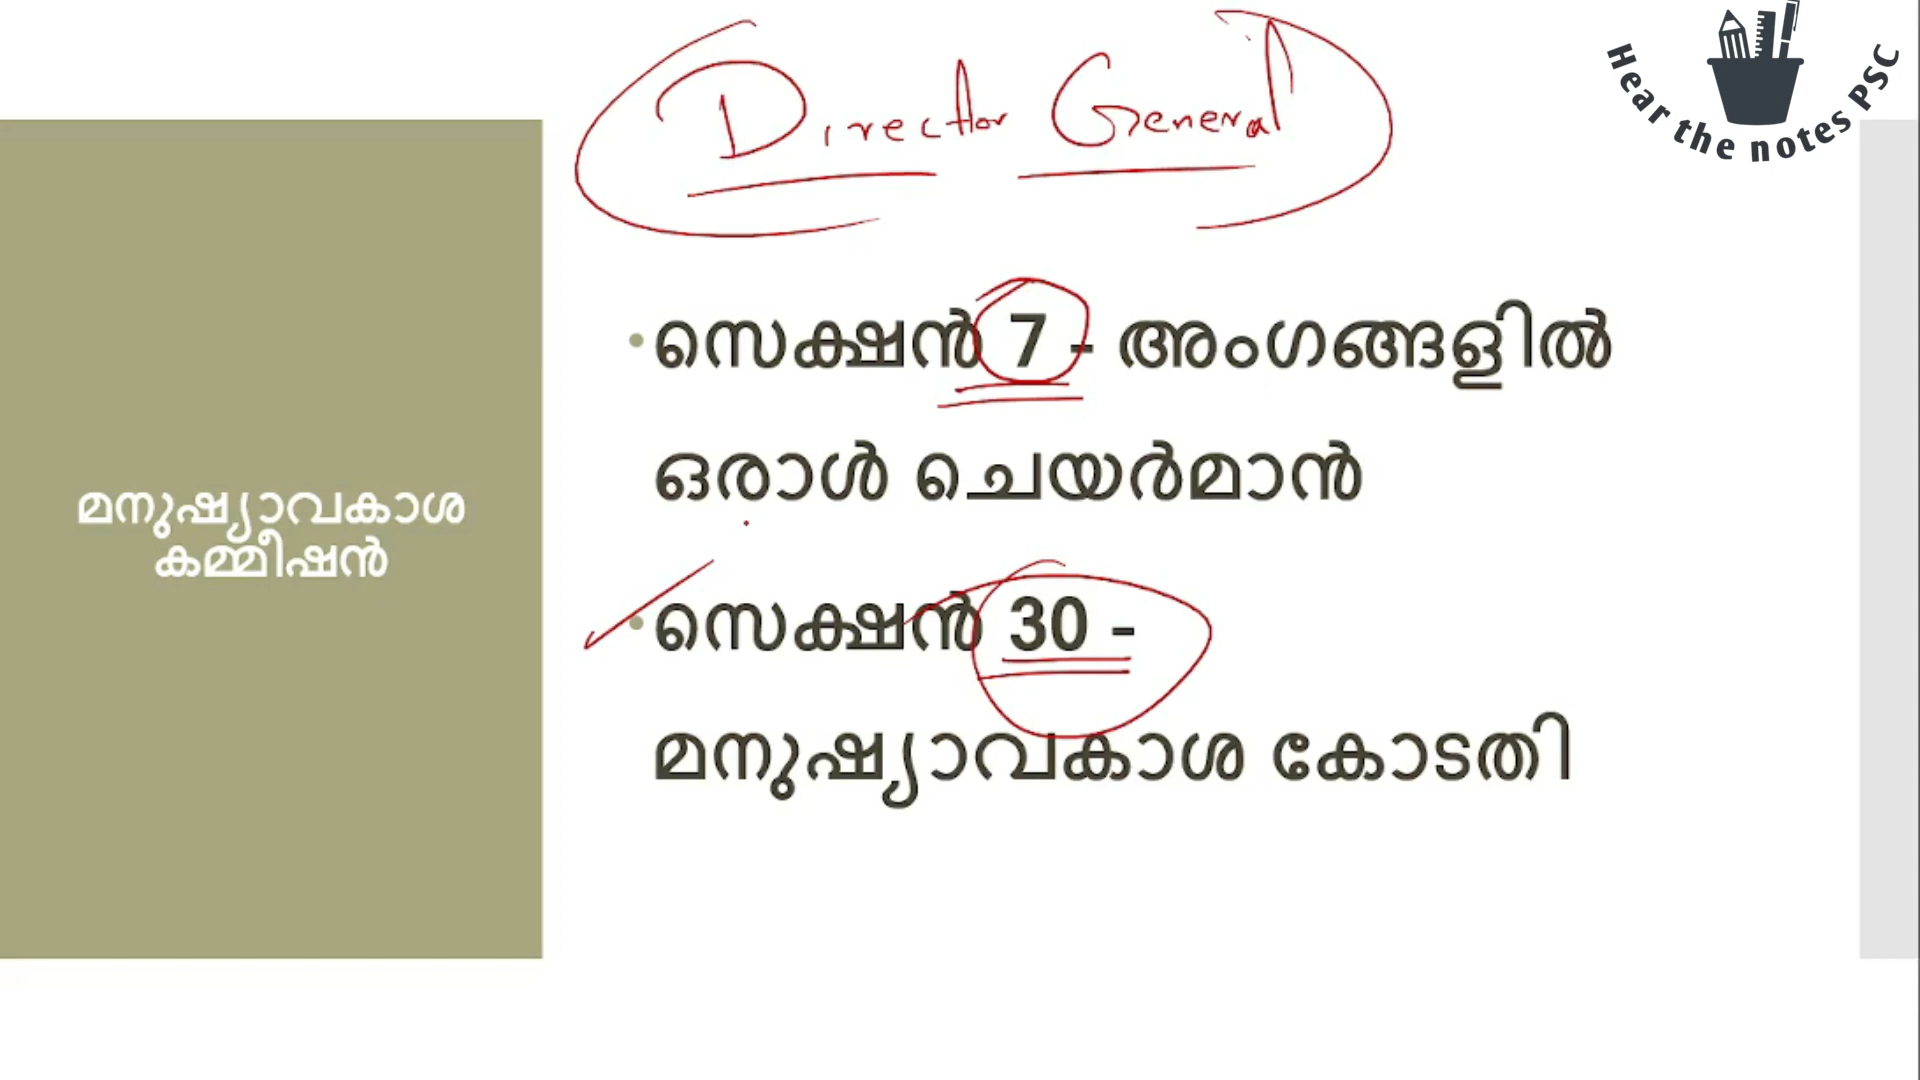 Director General
Hear the notes PSC
• സെക്ഷൻ 7 - അംഗങ്ങളിൽ
ഒരാൾ ചെയർമാൻ
മനുഷ്യാവകാശ
കമ്മീഷൻ
• സെക്ഷൻ 30 -
മനുഷ്യാവകാശ കോടതി